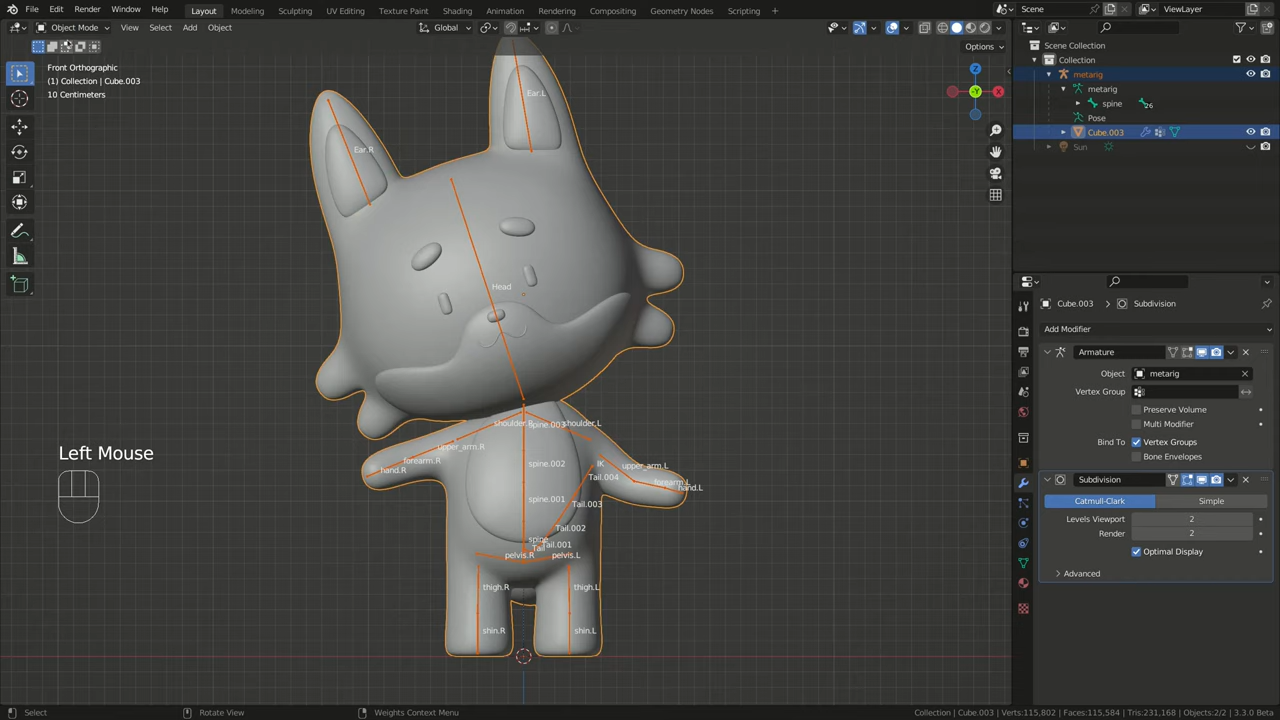 File Edit Render Window Help Layout Modeling Sculpting UV Editing Texture Paint Shading Animation Rendering Compositing Geometry Nodes Scripting + Scene ViewLayer
Object Mode View Select Add Object Global
Options
Front Orthographic
(1) Collection | Cube.003
10 Centimeters
Z
Y
X
Ear.L
Ear.R
Head
shoulder.R
spine.003
shoulder.L
upper_arm.R
forearm.R
hand.R
spine.002
IK
upper_arm.L
Tail.004
forearm.L
hand.L
spine.001
Tail.003
Tail.002
spine
Tail
Tail.001
pelvis.R
pelvis.L
thigh.R
thigh.L
shin.R
shin.L
Left Mouse
Scene Collection
Collection
metarig
metarig
spine
26
Pose
Cube.003
Sun
Cube.003 Subdivision
Add Modifier
Armature
Object metarig
Vertex Group
Preserve Volume
Multi Modifier
Bind To Vertex Groups
Bone Envelopes
Subdivision
Catmull-Clark Simple
Levels Viewport 2
Render 2
Optimal Display
Advanced
Select Rotate View Weights Context Menu Collection | Cube.003 | Verts:115,802 | Faces:115,584 | Tris:231,168 | Objects:2/2 | 3.3.0 Beta